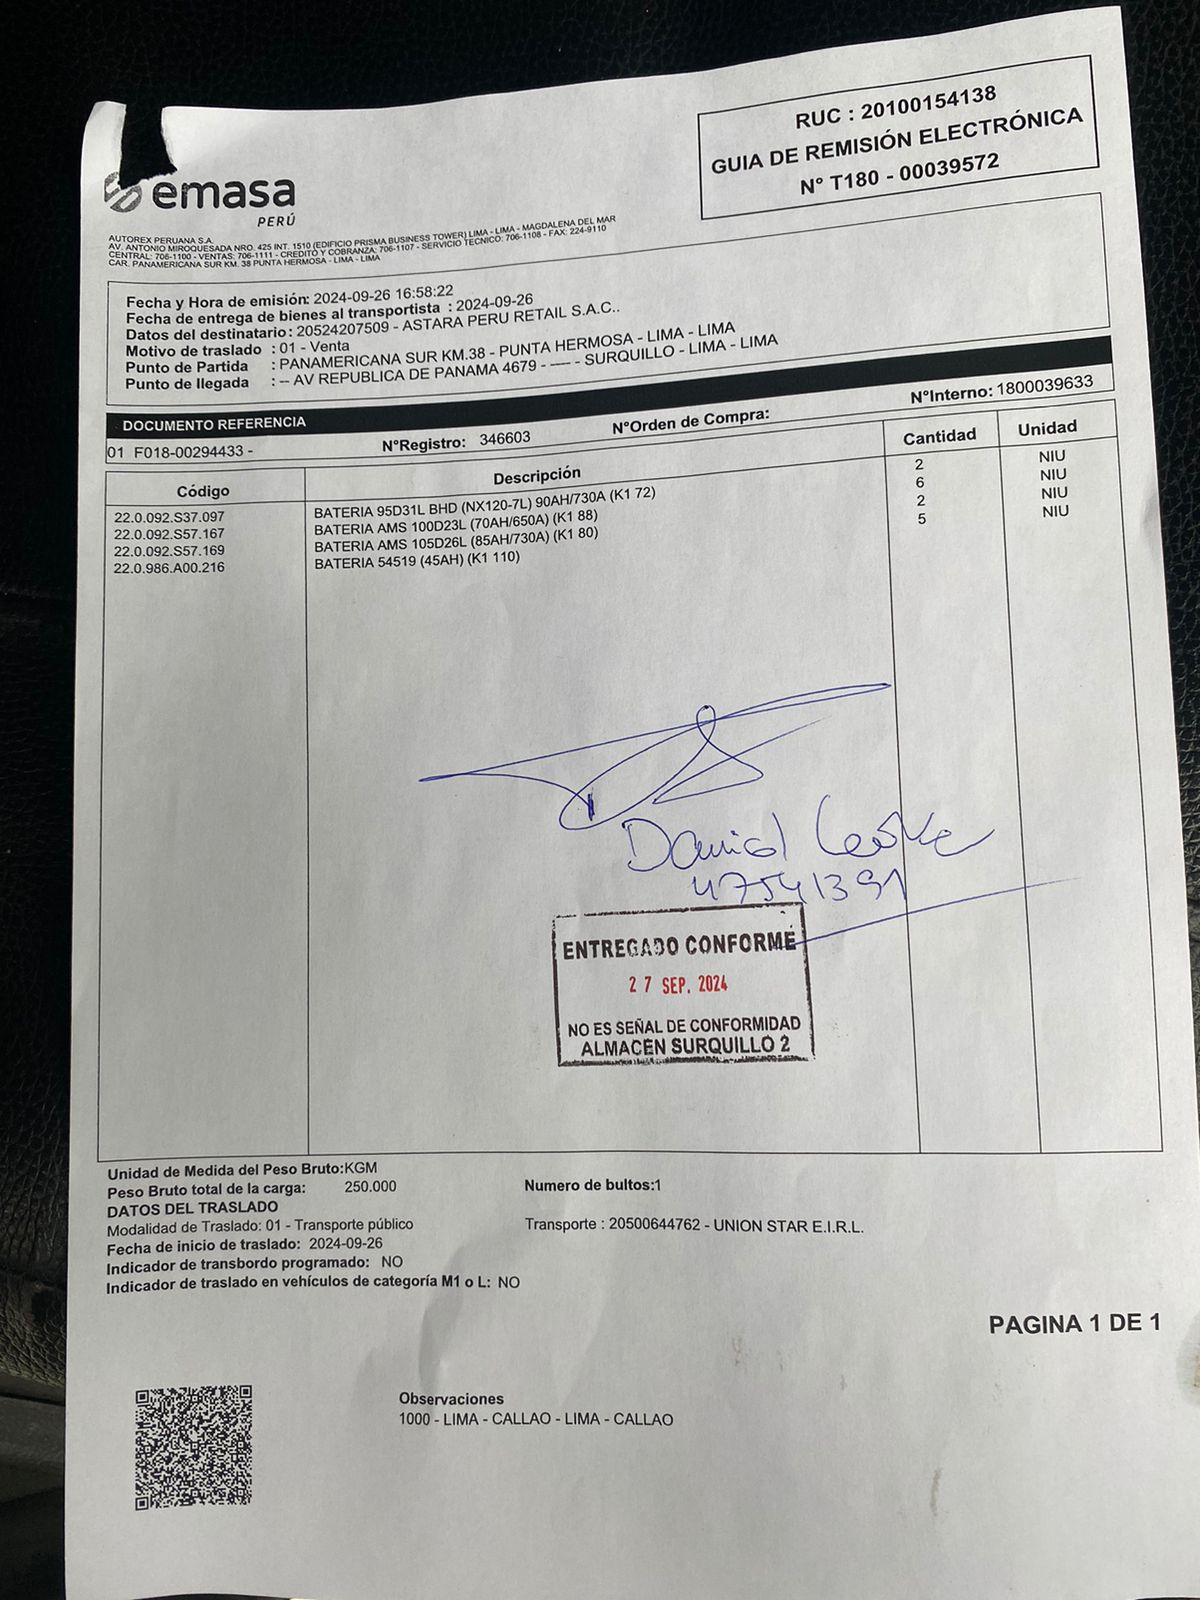 RUC : 20100154138
GUIA DE REMISIÓN ELECTRÓNICA
N° T180 - 00039572
emasa
PERÚ
AUTOREX PERUANA S.A.
AV. ANTONIO MIROQUESADA NRO. 425 INT. 1510 (EDIFICIO PRISMA BUSINESS TOWER) LIMA - LIMA - MAGDALENA DEL MAR
CENTRAL: 706-1100 - VENTAS: 706-1111 - CREDITO Y COBRANZA: 706-1107 - SERVICIO TECNICO: 706-1108 - FAX: 224-9110
CAR. PANAMERICANA SUR KM. 38 PUNTA HERMOSA - LIMA - LIMA
Fecha y Hora de emisión: 2024-09-26 16:58:22
Fecha de entrega de bienes al transportista : 2024-09-26
Datos del destinatario: 20524207509 - ASTARA PERU RETAIL S.A.C..
Motivo de traslado : 01 - Venta
Punto de Partida : PANAMERICANA SUR KM.38 - PUNTA HERMOSA - LIMA - LIMA
Punto de llegada : -- AV REPUBLICA DE PANAMA 4679 - ---- - SURQUILLO - LIMA - LIMA
DOCUMENTO REFERENCIA
01 F018-00294433 - N°Registro: 346603 N°Orden de Compra: N°Interno: 1800039633
Código Descripción Cantidad Unidad
22.0.092.S37.097 BATERIA 95D31L BHD (NX120-7L) 90AH/730A (K1 72) 2 NIU
22.0.092.S57.167 BATERIA AMS 100D23L (70AH/650A) (K1 88) 6 NIU
22.0.092.S57.169 BATERIA AMS 105D26L (85AH/730A) (K1 80) 2 NIU
22.0.986.A00.216 BATERIA 54519 (45AH) (K1 110) 5 NIU
Daniel
47541391
ENTREGADO CONFORME
27 SEP. 2024
NO ES SEÑAL DE CONFORMIDAD
ALMACEN SURQUILLO 2
Unidad de Medida del Peso Bruto:KGM
Peso Bruto total de la carga: 250.000 Numero de bultos:1
DATOS DEL TRASLADO
Modalidad de Traslado: 01 - Transporte público Transporte : 20500644762 - UNION STAR E.I.R.L.
Fecha de inicio de traslado: 2024-09-26
Indicador de transbordo programado: NO
Indicador de traslado en vehículos de categoría M1 o L: NO
PAGINA 1 DE 1
Observaciones
1000 - LIMA - CALLAO - LIMA - CALLAO